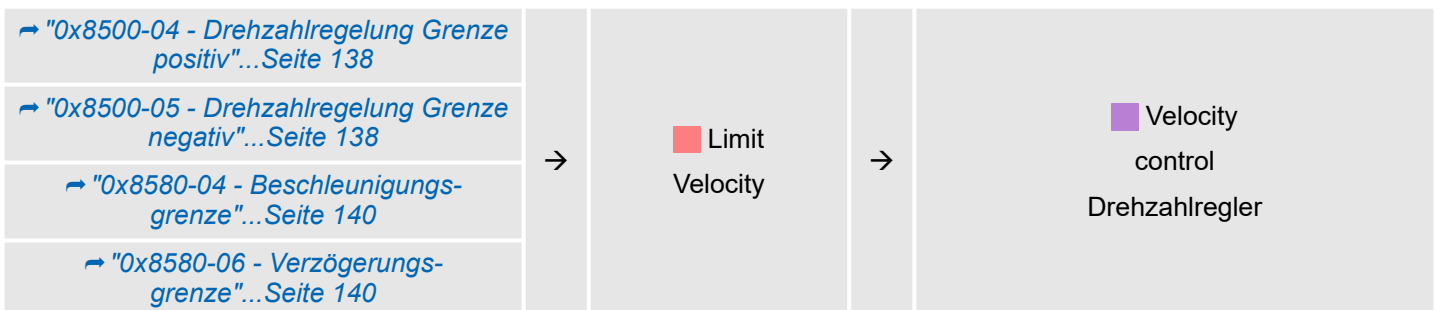 ➦ "0x8500-04 - Drehzahlregelung Grenze
positiv"...Seite 138
➦ "0x8500-05 - Drehzahlregelung Grenze
negativ"...Seite 138
➦ "0x8580-04 - Beschleunigungs-
grenze"...Seite 140
➦ "0x8580-06 - Verzögerungs-
grenze"...Seite 140
→
Limit
Velocity
→
Velocity
control
Drehzahlregler